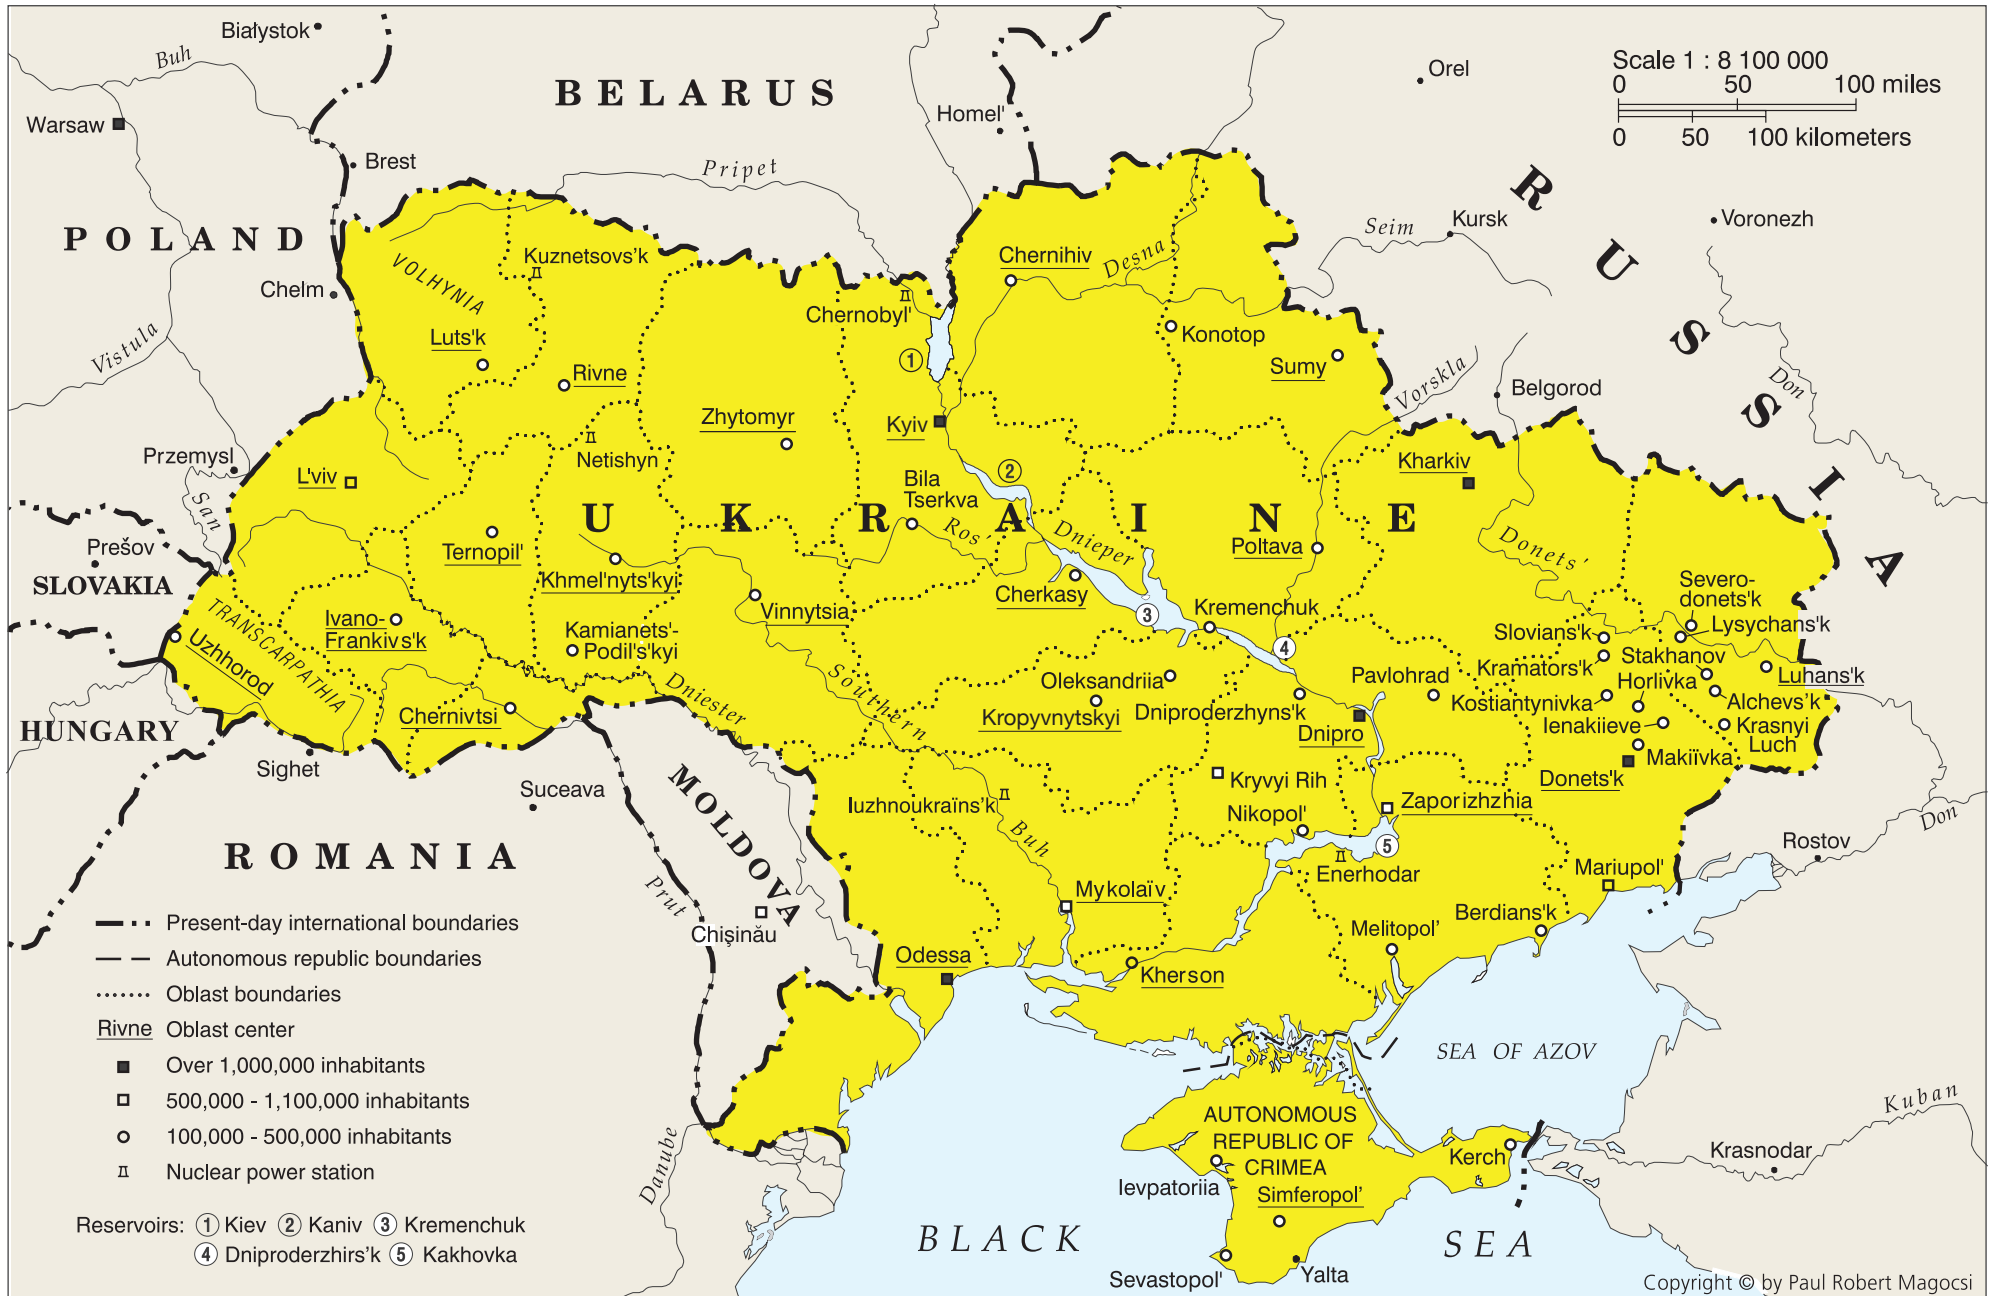 Białystok
Buh
BELARUS
Orel
Scale 1 : 8 100 000
0 50 100 miles
0 50 100 kilometers
Warsaw
Homel'
Brest
Pripet
R U S S I A
Voronezh
Kursk
Seim
POLAND
Kuznetsovs'k
VOLHYNIA
Chernihiv
Desna
Chelm
Chernobyl'
Konotop
Luts'k
Vistula
1
Sumy
Rivne
Vorskla
Belgorod
Don
Zhytomyr
Kyiv
Przemysl
Netishyn
Kharkiv
L'viv
2
Bila
Tserkva
San
UKRAINE
Ros'
Dnieper
Poltava
Donets'
Prešov
Ternopil'
SLOVAKIA
Khmel'nyts'kyi
Cherkasy
Severo-
donets'k
TRANSCARPATHIA
Ivano-
Frankivs'k
Vinnytsia
3
Kremenchuk
Slovians'k
Lysychans'k
Uzhhorod
Kamianets'-
Podil's'kyi
4
Kramators'k
Stakhanov
Luhans'k
Oleksandriia
Pavlohrad
Horlivka
Kostiantynivka
Alchevs'k
Dniester
Southern
Buh
Chernivtsi
Kropyvnytskyi
Dniproderzhyns'k
Ienakiieve
Krasnyi
Luch
HUNGARY
Dnipro
Makiïvka
Sighet
Donets'k
Suceava
MOLDOVA
Kryvyi Rih
Iuzhnoukraïns'k
Nikopol'
Zaporizhzhia
Don
ROMANIA
5
Rostov
Prut
Enerhodar
Mariupol'
Mykolaïv
Berdians'k
Chişinău
Melitopol'
Odessa
Kherson
SEA OF AZOV
AUTONOMOUS
REPUBLIC OF
CRIMEA
Kuban
Kerch
Krasnodar
Danube
Ievpatoriia
Simferopol'
BLACK SEA
Sevastopol'
Yalta
Present-day international boundaries
Autonomous republic boundaries
Oblast boundaries
Rivne Oblast center
Over 1,000,000 inhabitants
500,000 - 1,100,000 inhabitants
100,000 - 500,000 inhabitants
Nuclear power station
Reservoirs: 1 Kiev 2 Kaniv 3 Kremenchuk
4 Dniproderzhirs'k 5 Kakhovka
Copyright © by Paul Robert Magocsi